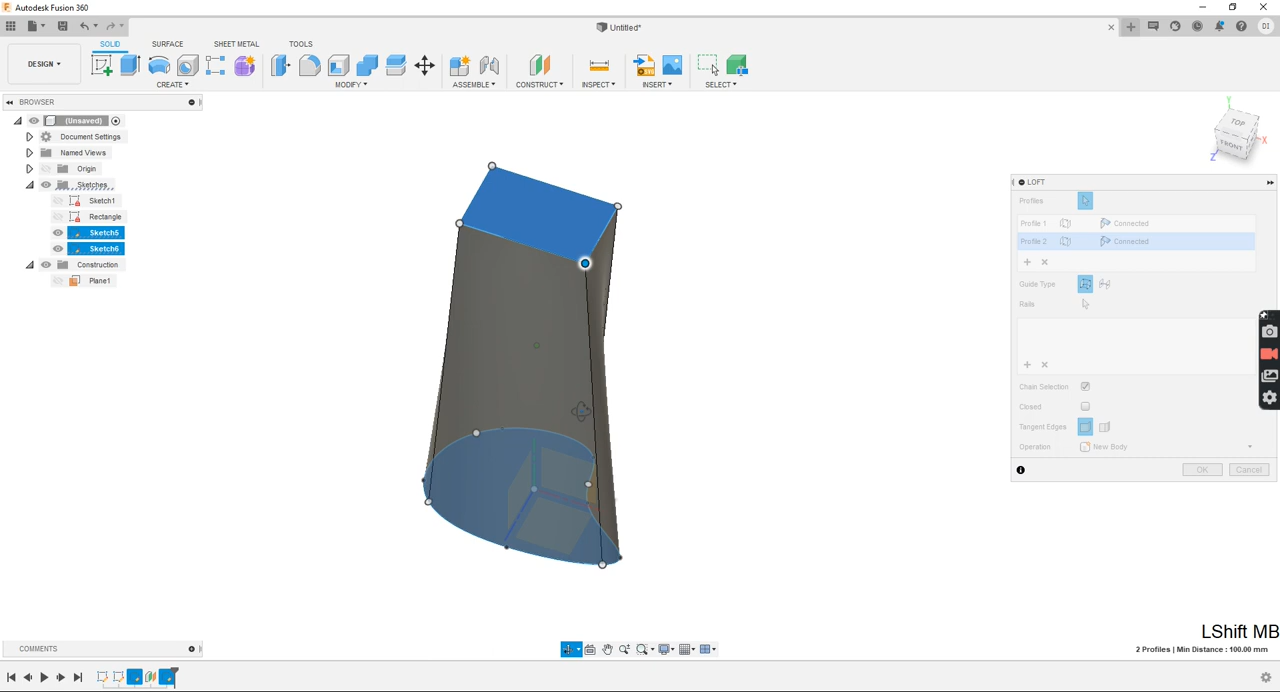 Autodesk Fusion 360
Untitled*
DI
SOLID SURFACE SHEET METAL TOOLS
DESIGN
CREATE MODIFY ASSEMBLE CONSTRUCT INSPECT INSERT SELECT
BROWSER
(Unsaved)
Document Settings
Named Views
Origin
Sketches
Sketch1
Rectangle
Sketch5
Sketch6
Construction
Plane1
Y
TOP
FRONT
X
Z
LOFT
Profiles
Profile 1 Connected
Profile 2 Connected
Guide Type
Rails
Chain Selection
Closed
Tangent Edges
Operation New Body
OK Cancel
LShift MB
COMMENTS
2 Profiles | Min Distance : 100.00 mm